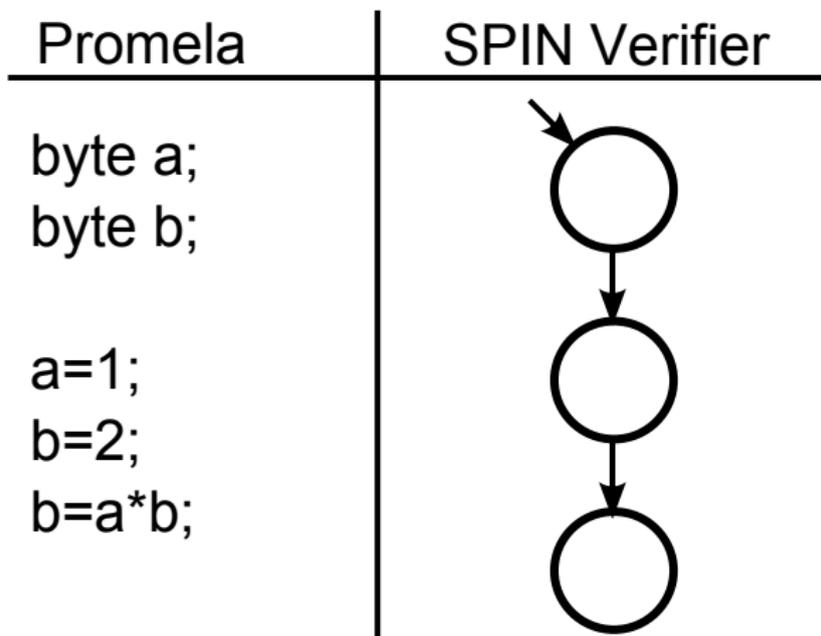 Promela
SPIN Verifier
byte a;
byte b;
a=1;
b=2;
b=a*b;